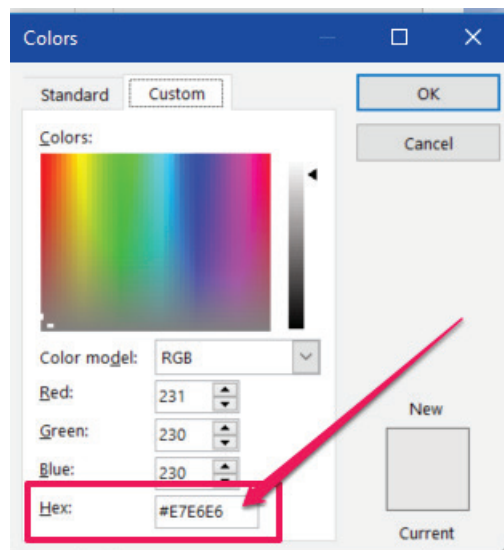 Colors
Standard Custom OK
Cancel
Colors:
Color model: RGB
Red: 231
Green: 230
Blue: 230
Hex: #E7E6E6
New
Current